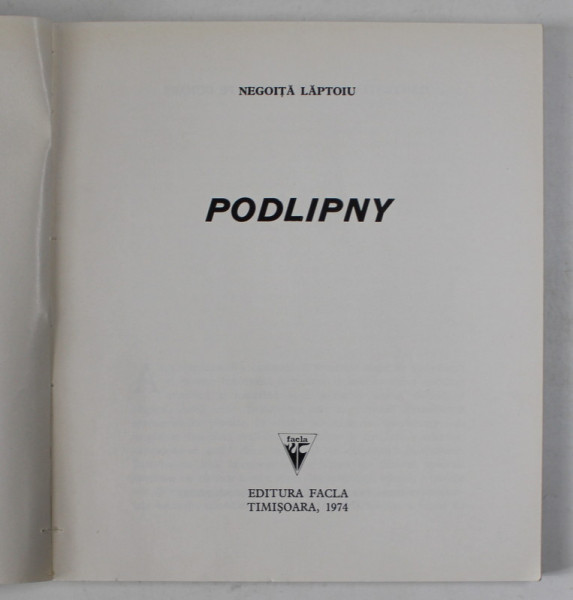 NEGOIȚĂ LĂPTOIU
PODLIPNY
facla
EDITURA FACLA
TIMIȘOARA, 1974